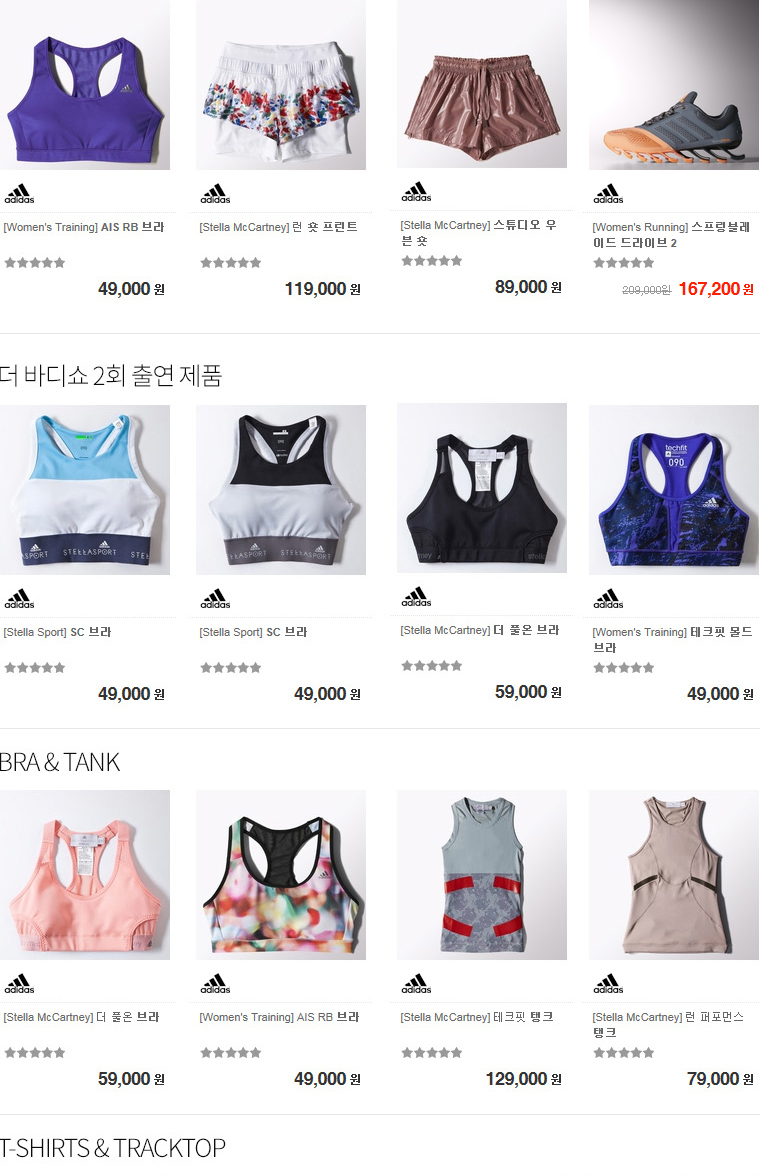 adidas
adidas
adidas
adidas
[Women's Training] AIS RB 브라
[Stella McCartney] 런 숏 프린트
[Stella McCartney] 스튜디오 우
븐 숏
[Women's Running] 스프링블레
이드 드라이브 2
49,000 원
119,000 원
89,000 원
209,000원 167,200 원
더 바디쇼 2회 출연 제품
STELLASPORT
STELLASPORT
techfit
090
adidas
adidas
adidas
adidas
adidas
[Stella Sport] SC 브라
[Stella Sport] SC 브라
[Stella McCartney] 더 풀온 브라
[Women's Training] 테크핏 몰드
브라
49,000 원
49,000 원
59,000 원
49,000 원
BRA & TANK
adidas
adidas
adidas
adidas
[Stella McCartney] 더 풀온 브라
[Women's Training] AIS RB 브라
[Stella McCartney] 테크핏 탱크
[Stella McCartney] 런 퍼포먼스
탱크
59,000 원
49,000 원
129,000 원
79,000 원
T-SHIRTS & TRACKTOP